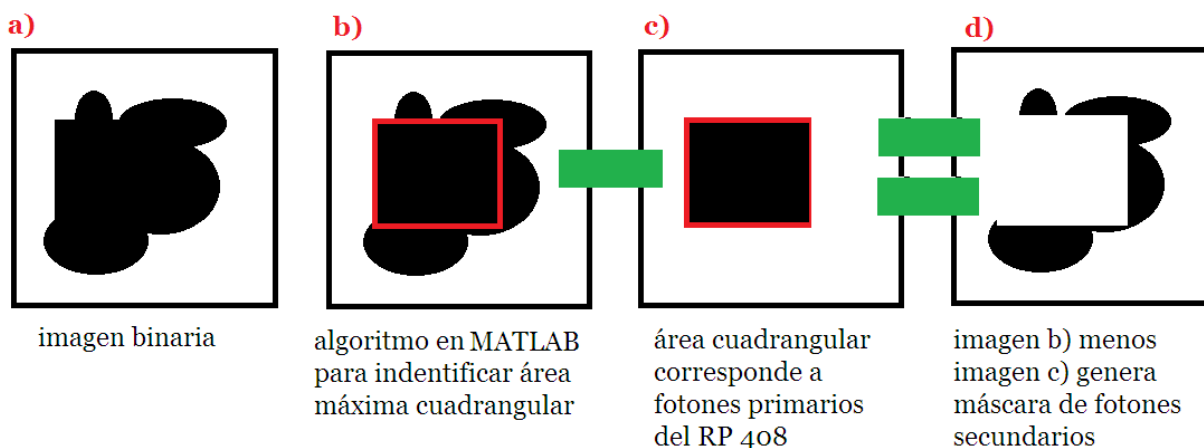 a)
b)
c)
d)
imagen binaria
algoritmo en MATLAB
para indentificar área
máxima cuadrangular
área cuadrangular
corresponde a
fotones primarios
del RP 408
imagen b) menos
imagen c) genera
máscara de fotones
secundarios